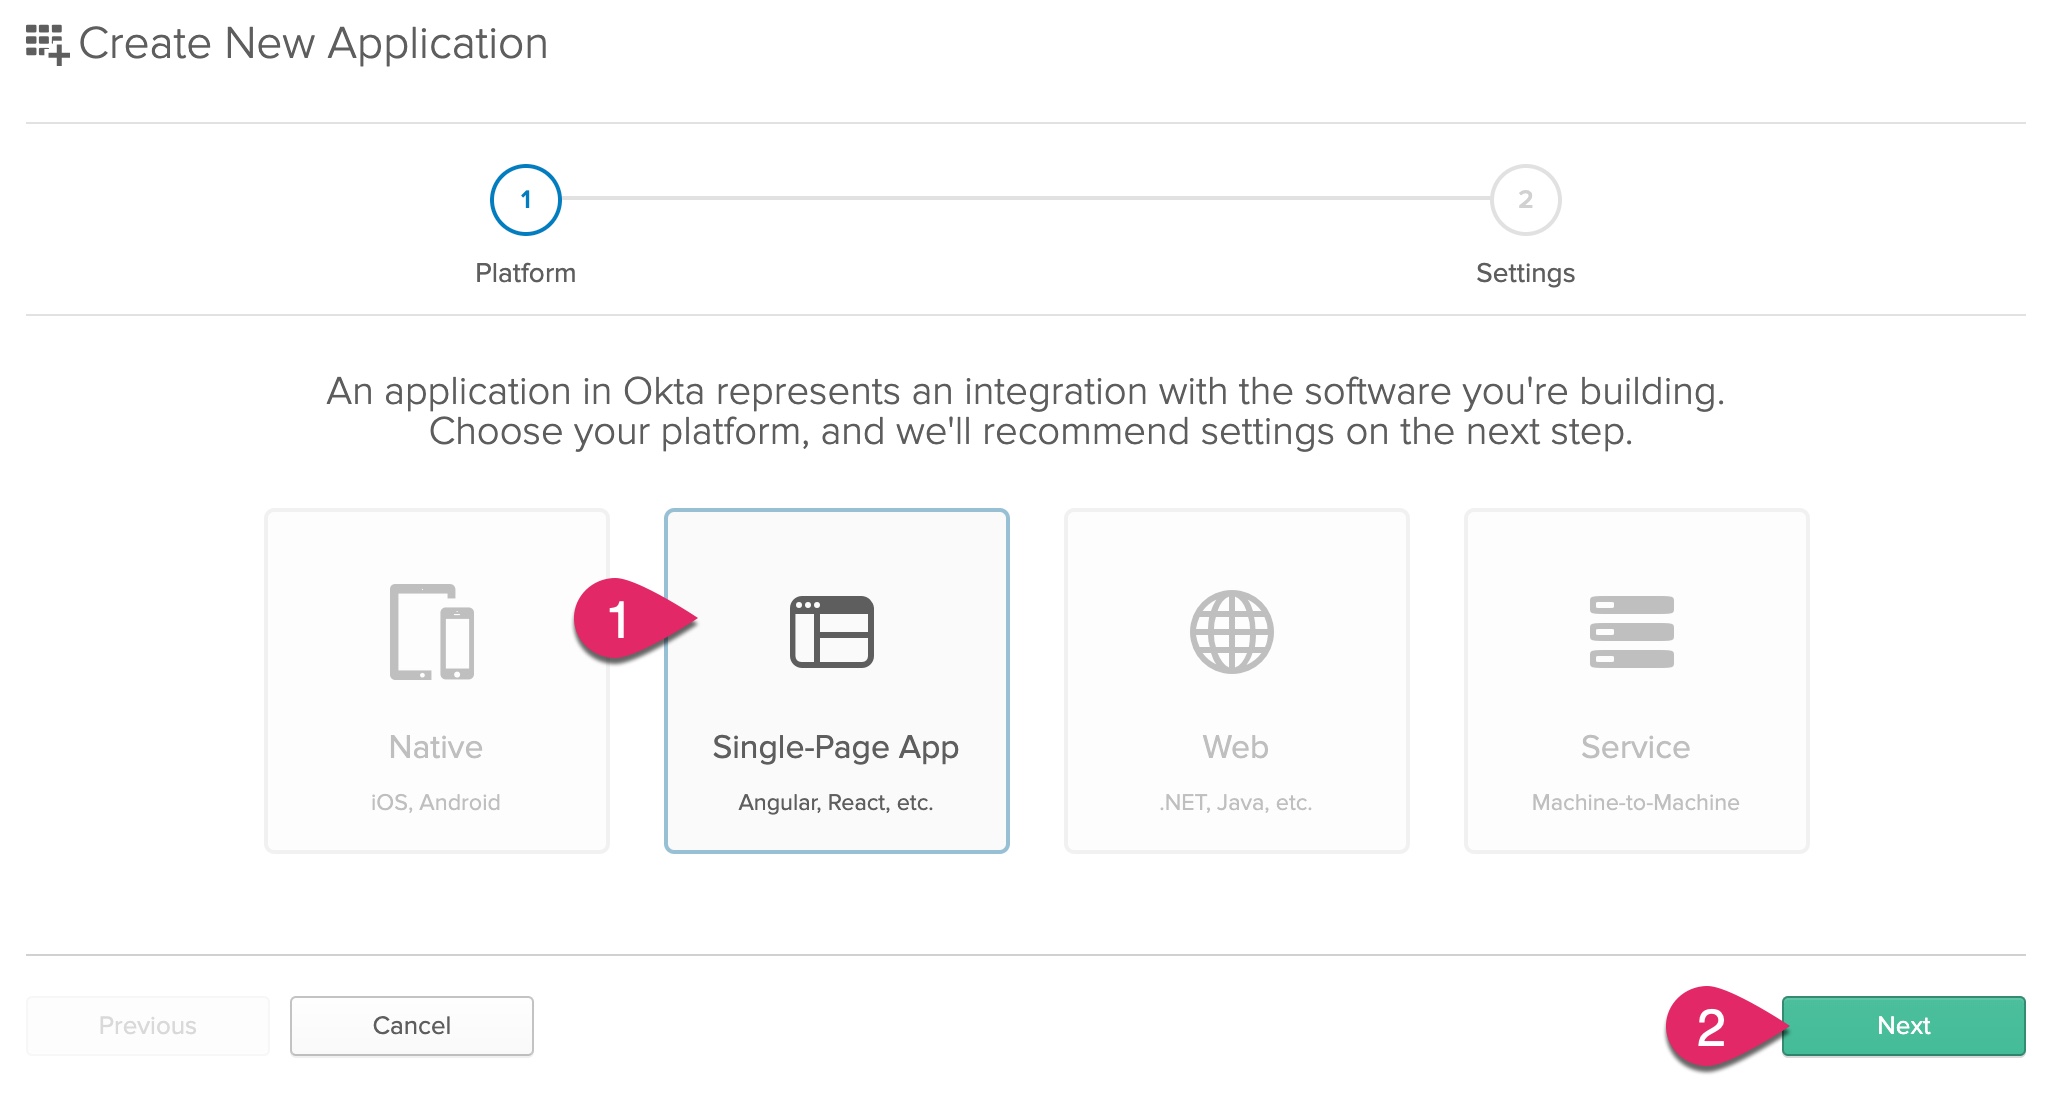 Create New Application
1
2
Platform
Settings
An application in Okta represents an integration with the software you're building.
Choose your platform, and we'll recommend settings on the next step.
1
Native
iOS, Android
Single-Page App
Angular, React, etc.
Web
.NET, Java, etc.
Service
Machine-to-Machine
Previous
Cancel
2
Next